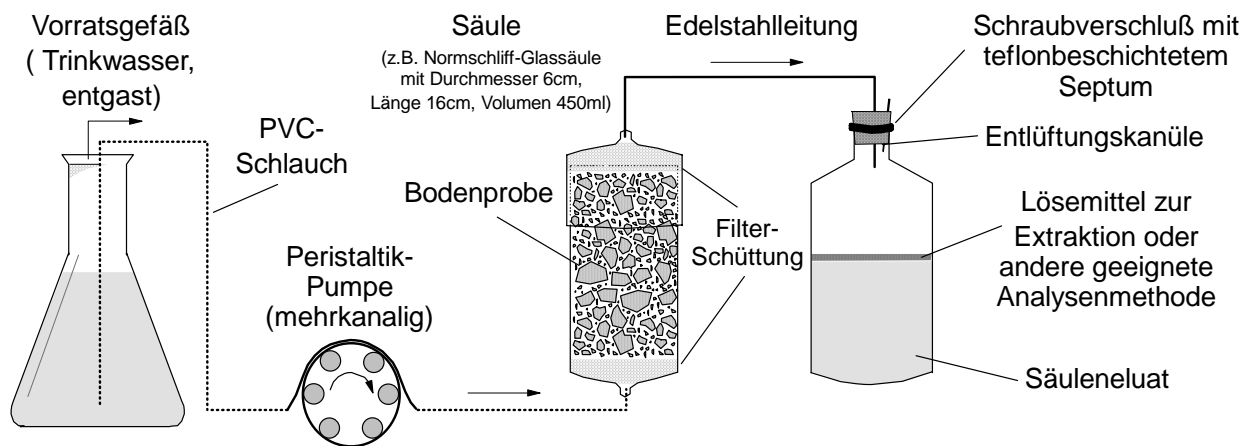 Vorratsgefäß
( Trinkwasser,
entgast)
PVC-
Schlauch
Peristaltik-
Pumpe
(mehrkanalig)
Säule
(z.B. Normschliff-Glassäule
mit Durchmesser 6cm,
Länge 16cm, Volumen 450ml)
Bodenprobe
Filter-
Schüttung
Edelstahlleitung
Schraubverschluß mit
teflonbeschichtetem
Septum
Entlüftungskanüle
Lösemittel zur
Extraktion oder
andere geeignete
Analysenmethode
Säuleneluat